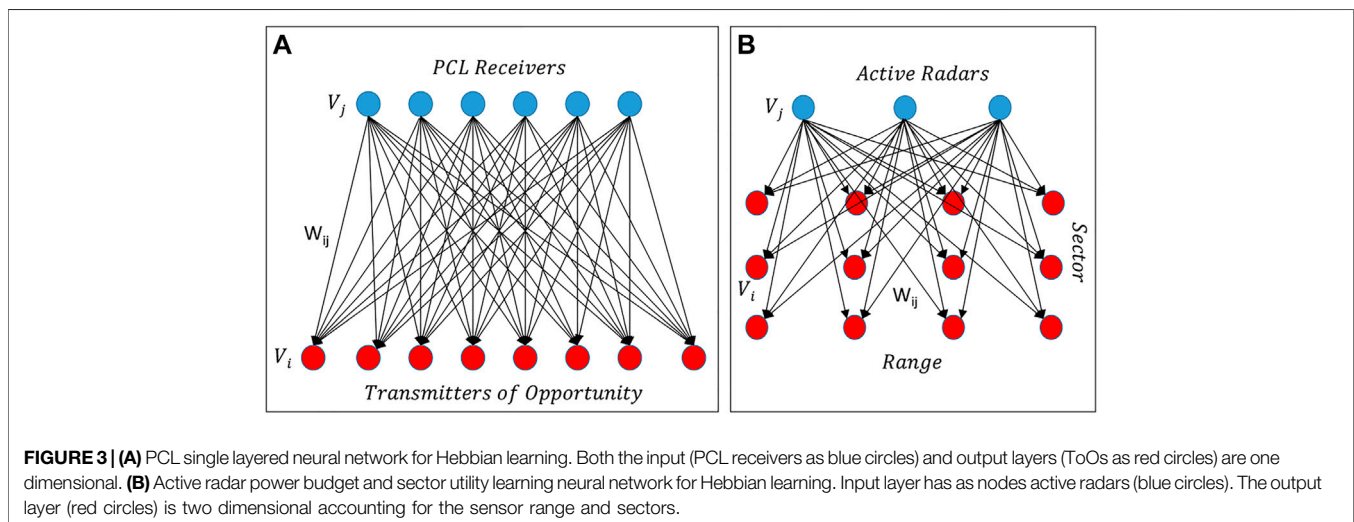 A
PCL Receivers
V_j
W_ij
V_i
Transmitters of Opportunity
B
Active Radars
V_j
Sector
V_i
W_ij
Range
FIGURE 3 | (A) PCL single layered neural network for Hebbian learning. Both the input (PCL receivers as blue circles) and output layers (ToOs as red circles) are one
dimensional. (B) Active radar power budget and sector utility learning neural network for Hebbian learning. Input layer has as nodes active radars (blue circles). The output
layer (red circles) is two dimensional accounting for the sensor range and sectors.